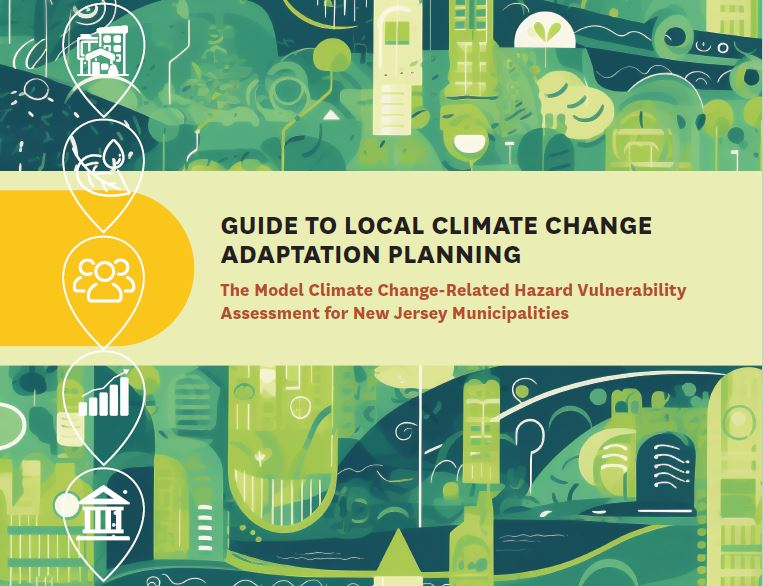 GUIDE TO LOCAL CLIMATE CHANGE
ADAPTATION PLANNING
The Model Climate Change-Related Hazard Vulnerability
Assessment for New Jersey Municipalities